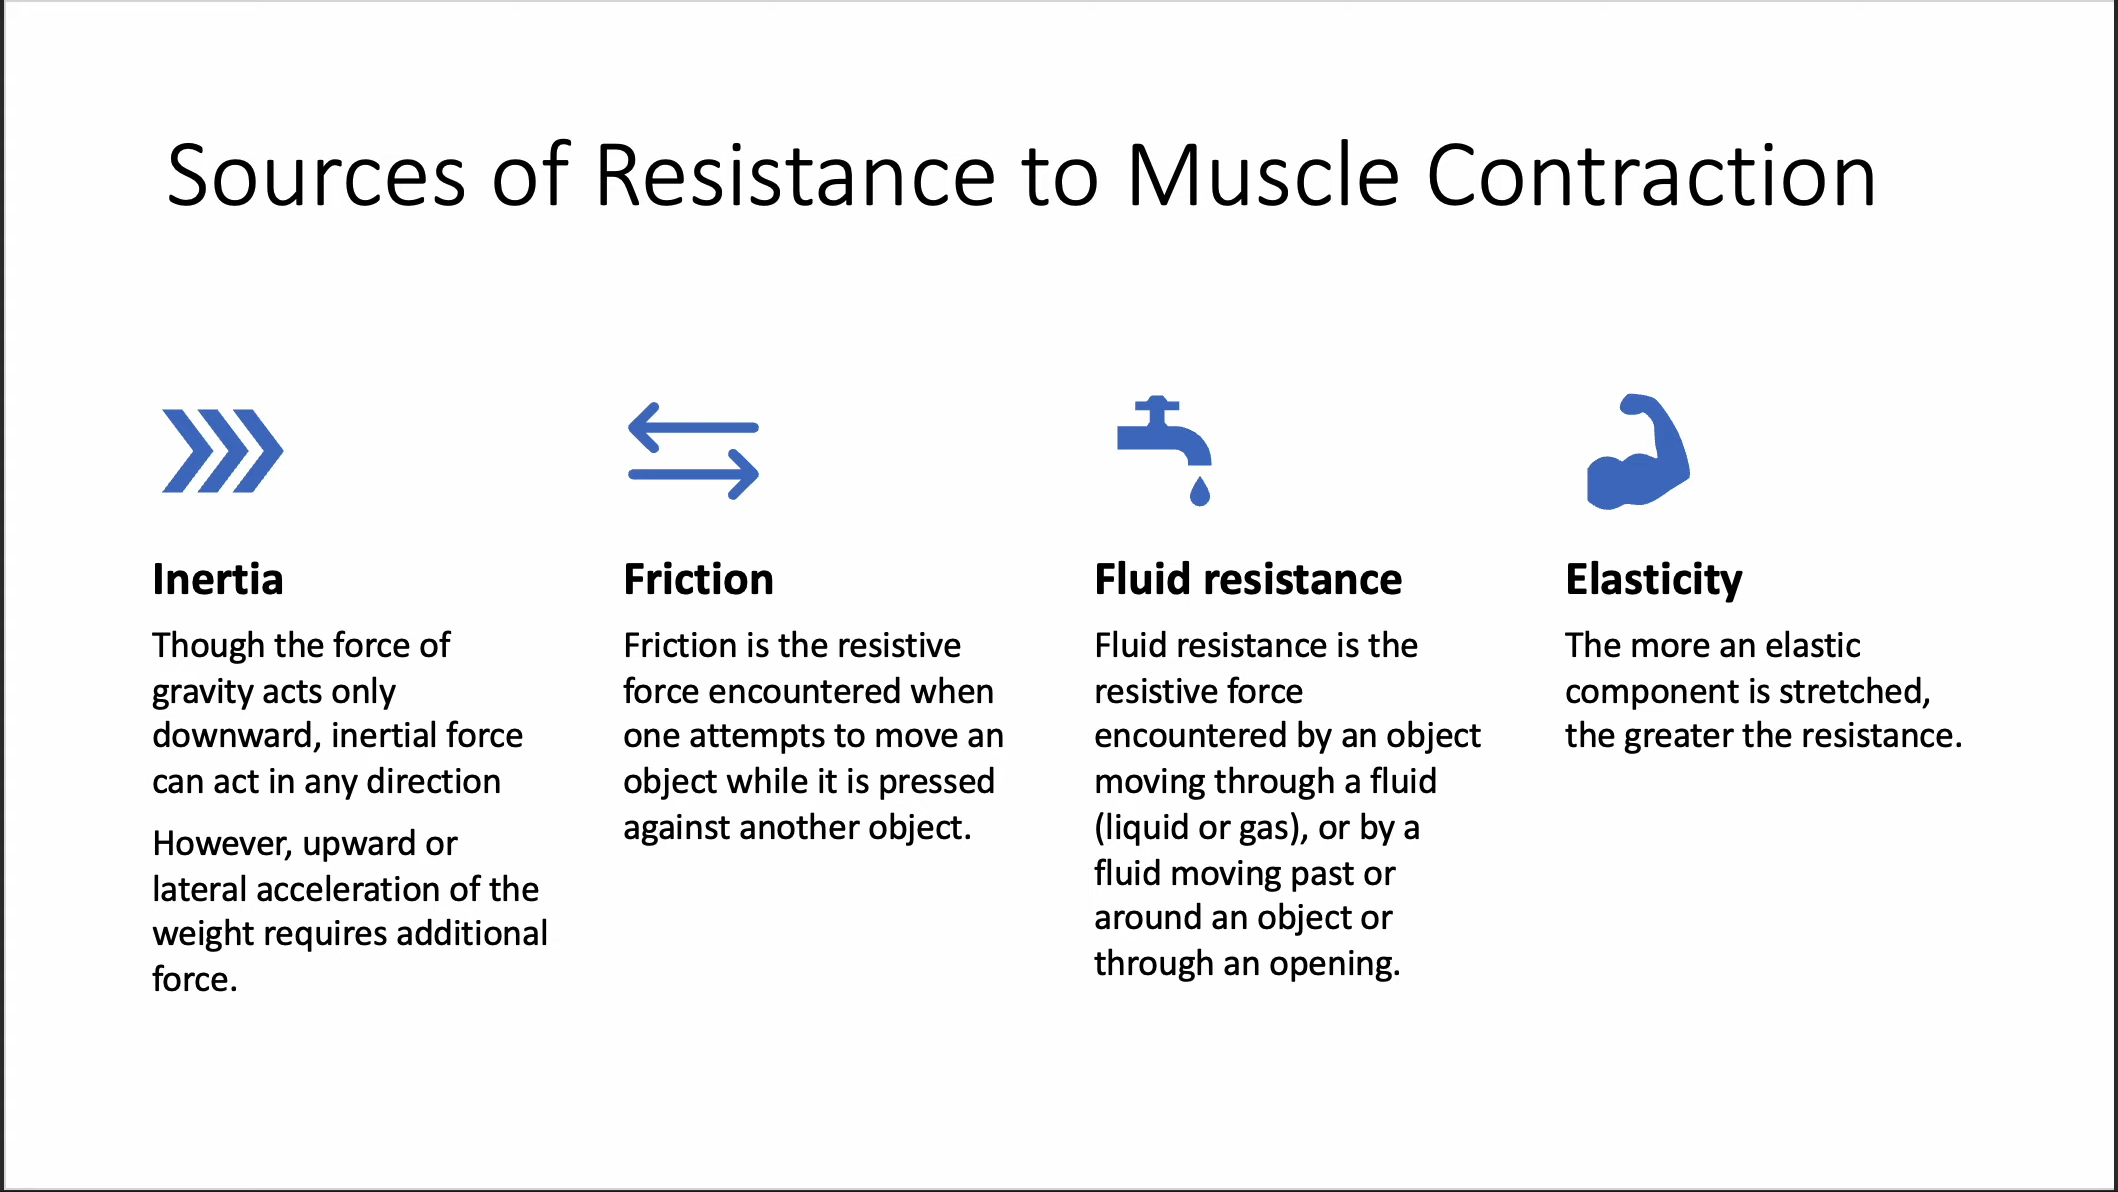 Sources of Resistance to Muscle Contraction
Inertia
Though the force of
gravity acts only
downward, inertial force
can act in any direction
However, upward or
lateral acceleration of the
weight requires additional
force.
Friction
Friction is the resistive
force encountered when
one attempts to move an
object while it is pressed
against another object.
Fluid resistance
Fluid resistance is the
resistive force
encountered by an object
moving through a fluid
(liquid or gas), or by a
fluid moving past or
around an object or
through an opening.
Elasticity
The more an elastic
component is stretched,
the greater the resistance.